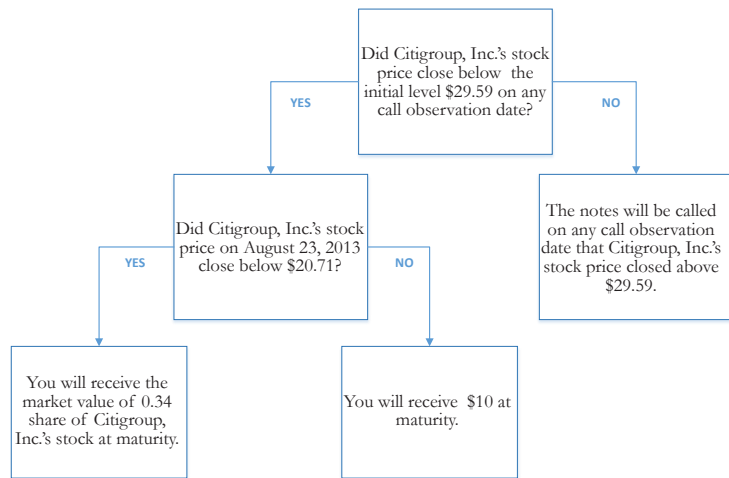 Did Citigroup, Inc.'s stock
price close below the
initial level $29.59 on any
call observation date?
YES
NO
Did Citigroup, Inc.'s stock
price on August 23, 2013
close below $20.71?
The notes will be called
on any call observation
date that Citigroup, Inc.'s
stock price closed above
$29.59.
YES
NO
You will receive the
market value of 0.34
share of Citigroup,
Inc.'s stock at maturity.
You will receive $10 at
maturity.